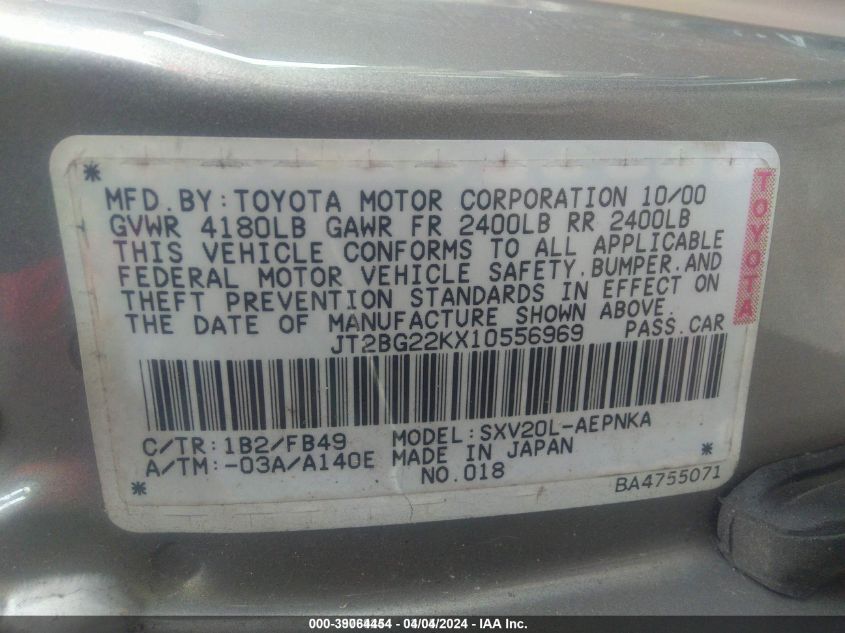 MFD.BY:TOYOTA MOTOR CORPORATION 10/00
GVWR 4180LB GAWR FR 2400LB RR 2400LB
THIS VEHICLE CONFORMS TO ALL APPLICABLE
FEDERAL MOTOR VEHICLE SAFETY,BUMPER,AND
THEFT PREVENTION STANDARDS IN EFFECT ON
THE DATE OF MANUFACTURE SHOWN ABOVE.
JT2BG22KX10556969 PASS.CAR
TOYOTA
C/TR:1B2/FB49 MODEL:SXV20L-AEPNKA
A/TM:-03A/A140E MADE IN JAPAN
NO.018
BA4755071
000-39064454 - 04/04/2024 - SXV Inc.